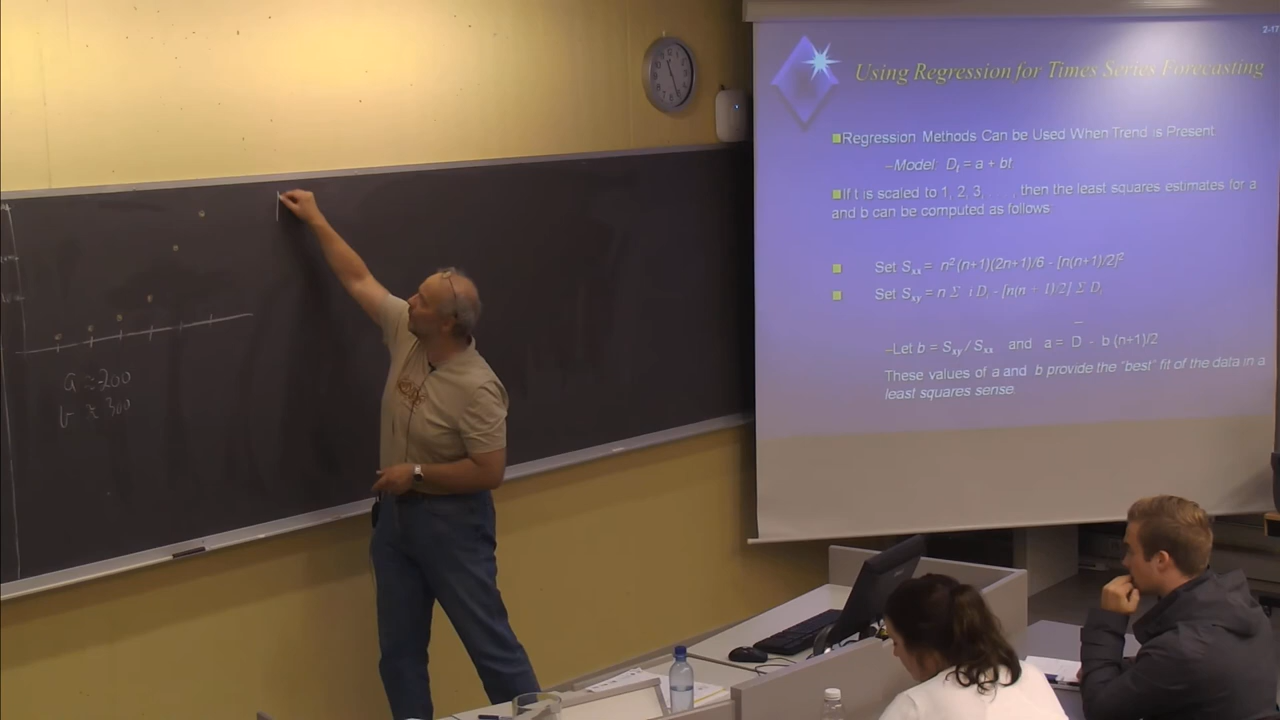 2-17
Using Regression for Times Series Forecasting
Regression Methods Can be Used When Trend is Present
–Model: Dₜ = a + bt
If t is scaled to 1, 2, 3, . . . , then the least squares estimates for a
and b can be computed as follows
Set Sₓₓ = n²(n+1)(2n+1)/6 - [n(n+1)/2]²
Set Sxy = n Σ i Dᵢ - [n(n + 1)/2] Σ Dᵢ
–Let b = Sxy / Sxx and a = D̄ - b (n+1)/2
These values of a and b provide the "best" fit of the data in a
least squares sense.
a ≈ -200
b ≈ 300